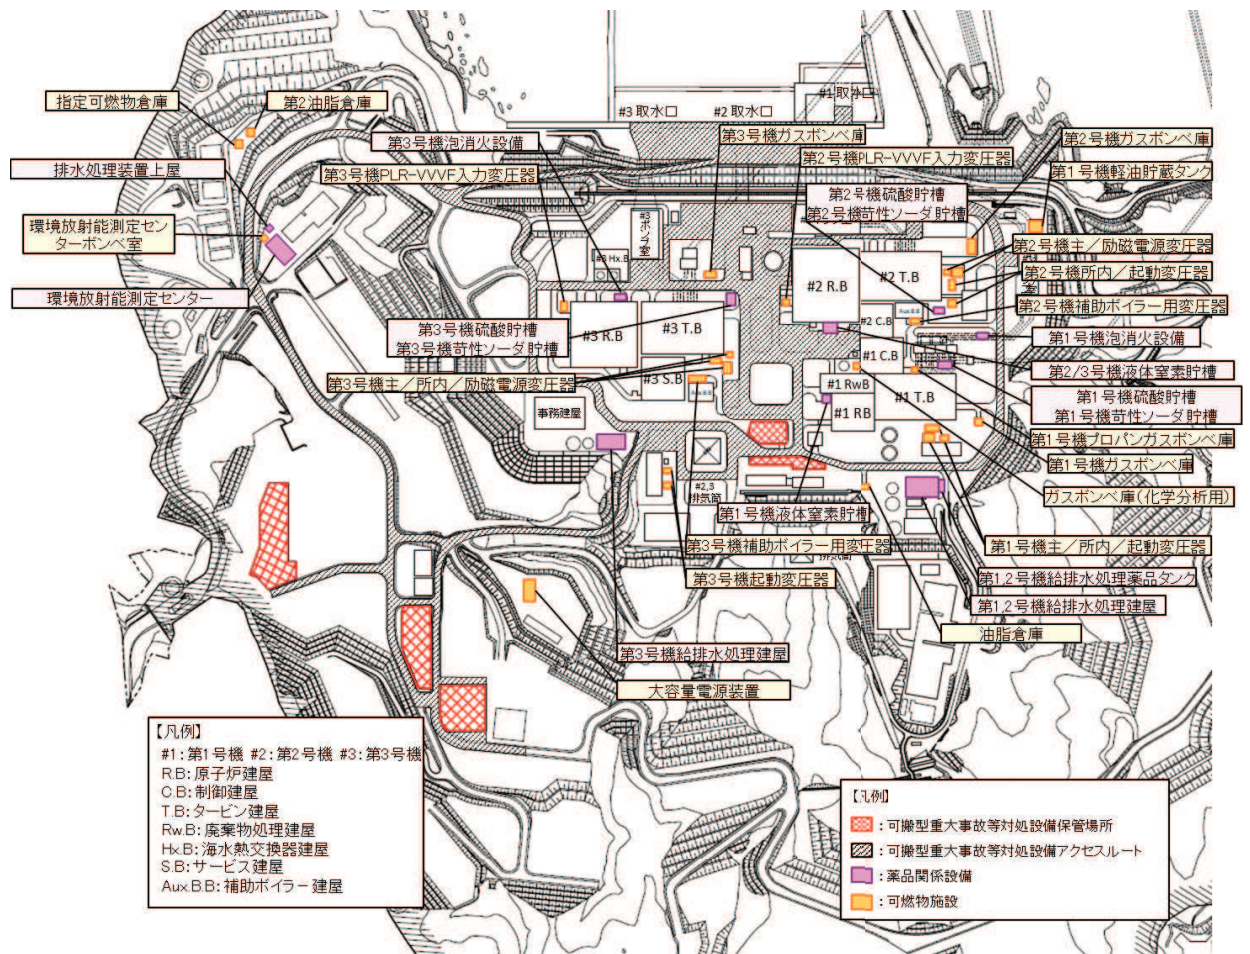 #1 取水口
#3 取水口
#2 取水口
指定可燃物倉庫
第2油脂倉庫
第3号機泡消火設備
第3号機ガスボンベ庫
第2号機ガスボンベ庫
排水処理装置上屋
第3号機PLR-VVVF入力変圧器
第2号機PLR-VVVF入力変圧器
第1号機軽油貯蔵タンク
第2号機硫酸貯槽
第2号機苛性ソーダ貯槽
環境放射能測定セン
ターボンベ室
#3 ボイラ室
#3 Hx.B
第2号機主／励磁電源変圧器
第2号機所内／起動変圧器
#2 T.B
#2 R.B
環境放射能測定センター
第2号機補助ボイラー用変圧器
Aux.B.B
#2 C.B
第3号機硫酸貯槽
第3号機苛性ソーダ貯槽
#3 R.B
#3 T.B
第1号機泡消火設備
#1 C.B
第2/3号機液体窒素貯槽
第3号機主／所内／励磁電源変圧器
#3 S.B
Aux.B.B
#1 RwB
#1 T.B
第1号機硫酸貯槽
第1号機苛性ソーダ貯槽
事務建屋
#1 RB
第1号機プロパンガスボンベ庫
第1号機ガスボンベ庫
#2,3
排気筒
ガスボンベ庫(化学分析用)
第1号機液体窒素貯槽
第3号機補助ボイラー用変圧器
第1号機主／所内／起動変圧器
排気筒
第3号機起動変圧器
第1,2号機給排水処理薬品タンク
第1,2号機給排水処理建屋
油脂倉庫
第3号機給排水処理建屋
大容量電源装置
【凡例】
#1:第1号機 #2:第2号機 #3:第3号機
R.B:原子炉建屋
C.B:制御建屋
T.B:タービン建屋
Rw.B:廃棄物処理建屋
Hx.B:海水熱交換器建屋
S.B:サービス建屋
Aux.B.B:補助ボイラー建屋
【凡例】
:可搬型重大事故等対処設備保管場所
:可搬型重大事故等対処設備アクセスルート
:薬品関係設備
:可燃物施設